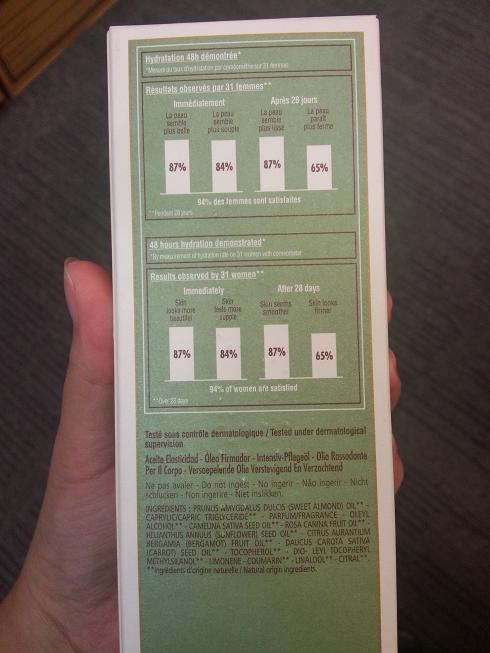 Hydratation 48h démontrée*
*Mesure du taux d'hydratation par cornéométrie sur 31 femmes
Résultats observés par 31 femmes**
Immédiatement
Après 28 jours
La peau semble plus belle
La peau semble plus souple
La peau semble plus lisse
La peau paraît plus ferme
87%
84%
87%
65%
94% des femmes sont satisfaites
**Pendant 28 jours
48 hours hydration demonstrated*
*By measurement of hydration rate on 31 women with corneometer
Results observed by 31 women**
Immediately
After 28 days
Skin looks more beautiful
Skin feels more supple
Skin seems smoother
Skin looks firmer
87%
84%
87%
65%
94% of women are satisfied
**Over 28 days
Testé sous contrôle dermatologique / Tested under dermatological
supervision
Aceite Elasticidad - Óleo Firmador - Intensiv-Pflegeöl - Olio Rassodante
Per Il Corpo - Versoepelende Olie Verstevigend En Verzachtend
Ne pas avaler - Do not ingest - No ingerir - Não ingerir - Nicht
schlucken - Non ingerire - Niet inslikken.
INGREDIENTS : PRUNUS AMYGDALUS DULCIS (SWEET ALMOND) OIL** -
CAPRYLIC/CAPRIC TRIGLYCERIDE** - PARFUM/FRAGRANCE - OLEYL
ALCOHOL** - CAMELINA SATIVA SEED OIL** - ROSA CANINA FRUIT OIL** -
HELIANTHUS ANNUUS (SUNFLOWER) SEED OIL** - CITRUS AURANTIUM
BERGAMIA (BERGAMOT) FRUIT OIL** - DAUCUS CAROTA SATIVA
(CARROT) SEED OIL** - TOCOPHEROL** - DIO- LEYL TOCOPHERYL
METHYLSILANOL** - LIMONENE - COUMARIN** - LINALOOL** - CITRAL**.
**Ingrédients d'origine naturelle / Natural origin ingredients.